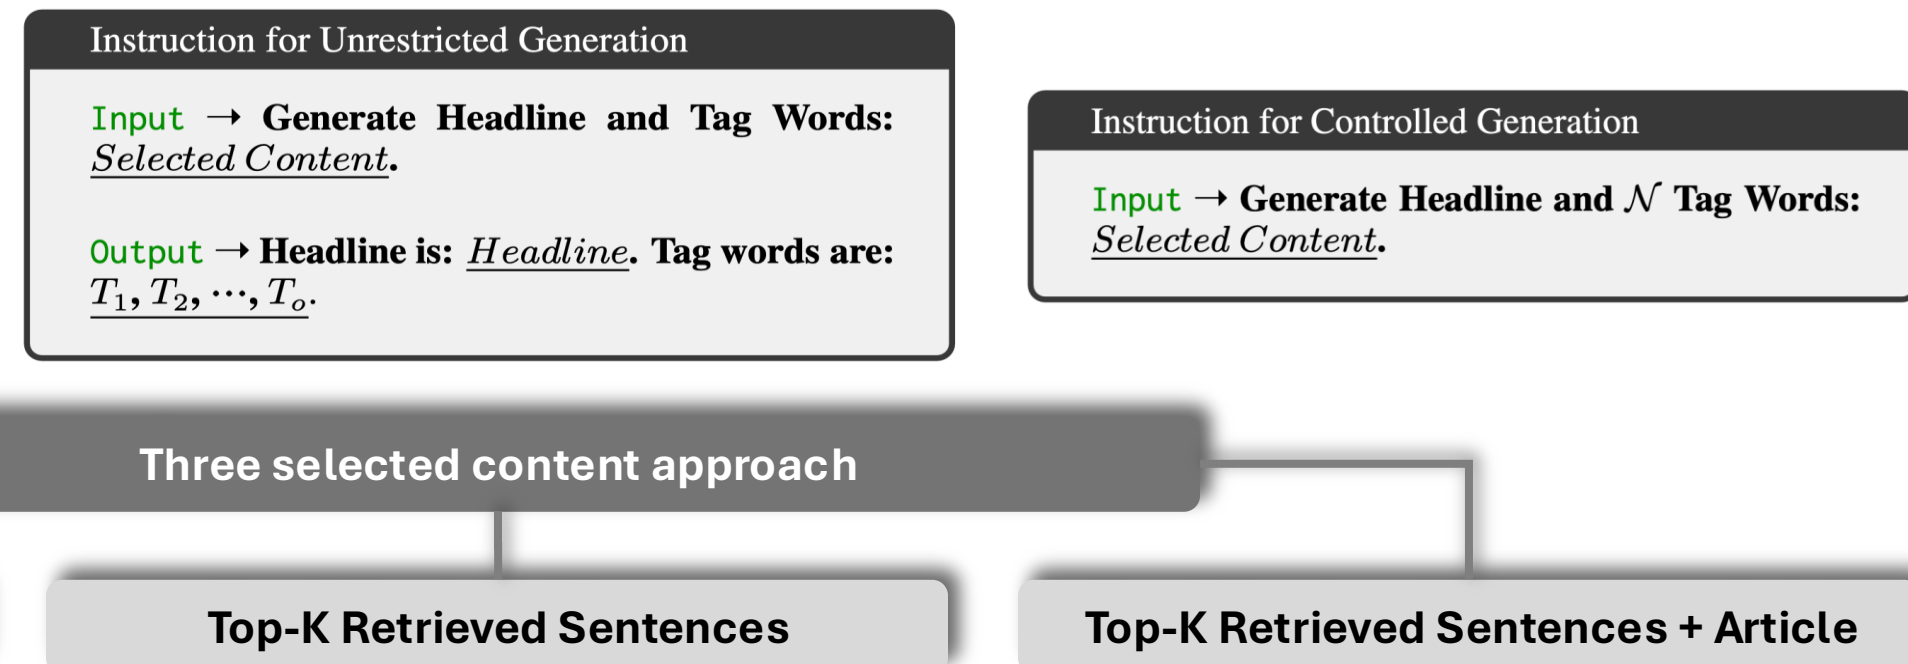 Instruction for Unrestricted Generation
Input → Generate Headline and Tag Words:
Selected Content.
Output → Headline is: Headline. Tag words are:
T₁, T₂, ⋯, Tₒ.
Instruction for Controlled Generation
Input → Generate Headline and 𝒩 Tag Words:
Selected Content.
Three selected content approach
Top-K Retrieved Sentences
Top-K Retrieved Sentences + Article